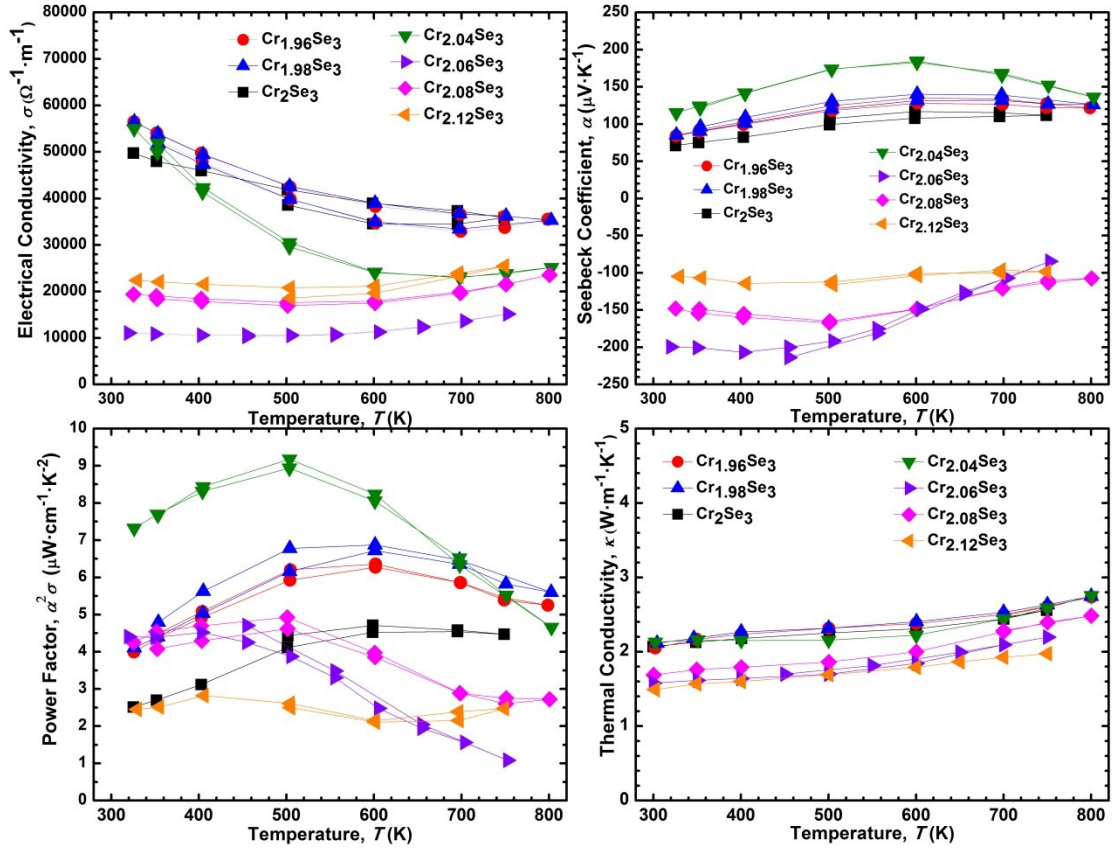 80000
70000
60000
50000
40000
30000
20000
10000
0
Electrical Conductivity, σ(Ω⁻¹·m⁻¹)
Cr1.96Se3
Cr1.98Se3
Cr2Se3
Cr2.04Se3
Cr2.06Se3
Cr2.08Se3
Cr2.12Se3
300 400 500 600 700 800
Temperature, T (K)
250
200
150
100
50
0
-50
-100
-150
-200
-250
Seebeck Coefficient, α(μV·K⁻¹)
Cr1.96Se3
Cr1.98Se3
Cr2Se3
Cr2.04Se3
Cr2.06Se3
Cr2.08Se3
Cr2.12Se3
300 400 500 600 700 800
Temperature, T (K)
10
9
8
7
6
5
4
3
2
1
0
Power Factor, α²σ (μW·cm⁻¹·K⁻²)
300 400 500 600 700 800
Temperature, T (K)
5
4
3
2
1
0
Thermal Conductivity, κ(W·m⁻¹·K⁻¹)
Cr1.96Se3
Cr1.98Se3
Cr2Se3
Cr2.04Se3
Cr2.06Se3
Cr2.08Se3
Cr2.12Se3
300 400 500 600 700 800
Temperature, T (K)